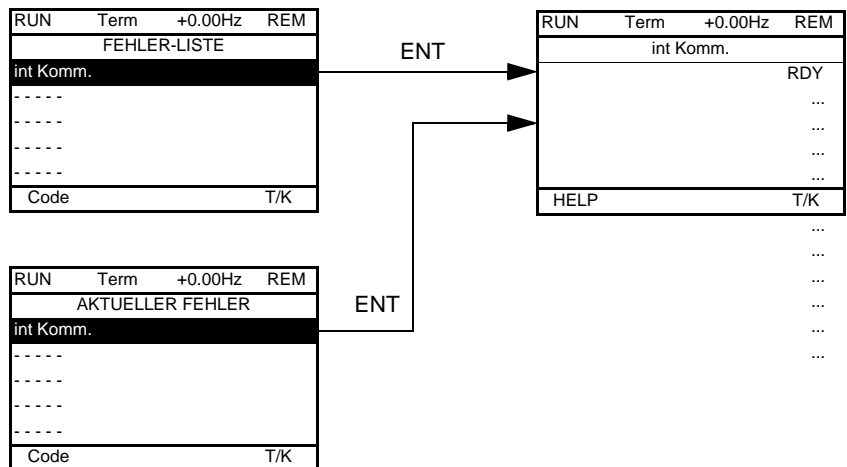 RUN Term +0.00Hz REM
FEHLER-LISTE
int Komm.
- - - - -
- - - - -
- - - - -
- - - - -
Code T/K
ENT
RUN Term +0.00Hz REM
int Komm.
RDY
...
...
...
...
HELP T/K
...
...
...
...
...
...
RUN Term +0.00Hz REM
AKTUELLER FEHLER
int Komm.
- - - - -
- - - - -
- - - - -
- - - - -
Code T/K
ENT